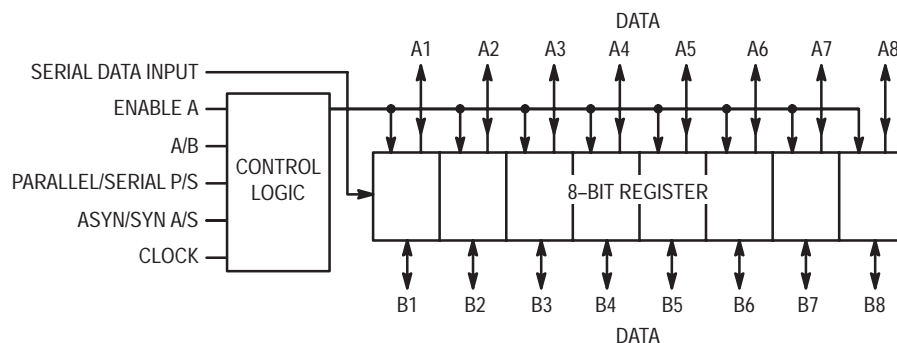 DATA
A1 A2 A3 A4 A5 A6 A7 A8
SERIAL DATA INPUT
ENABLE A
A/B
PARALLEL/SERIAL P/S
ASYN/SYN A/S
CLOCK
CONTROL
LOGIC
8–BIT REGISTER
B1 B2 B3 B4 B5 B6 B7 B8
DATA